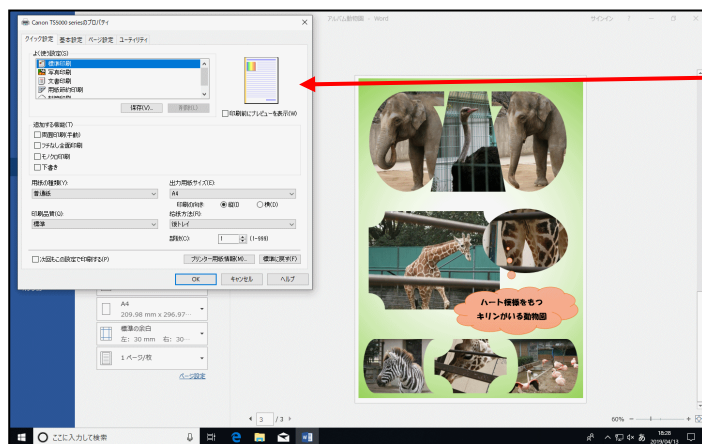 Canon TS5000 seriesのプロパティ
アルバム動物園 - Word
サインイン
クイック設定 基本設定 ページ設定 ユーティリティ
よく使う設定(S)
標準印刷
写真印刷
文書印刷
用紙節約印刷
保存(V)...
削除(L)
印刷前にプレビューを表示(W)
追加する機能(T)
両面印刷(手動)
フチなし全面印刷
モノクロ印刷
下書き
用紙の種類(Y):
普通紙
出力用紙サイズ(E):
A4
印刷の向き 縦(I) 横(O)
印刷品質(Q):
標準
給紙方法(R):
後トレイ
部数(C): 1 (1-999)
次回もこの設定で印刷する(P)
プリンター用紙情報(M)...
標準に戻す(F)
OK キャンセル ヘルプ
A4
209.98 mm x 296.97…
標準の余白
左: 30 mm 右: 30…
1 ページ/枚
ページ設定
ハート模様をもつ
キリンがいる動物園
3 / 3
60%
ここに入力して検索
あ
18:28
2019/04/13